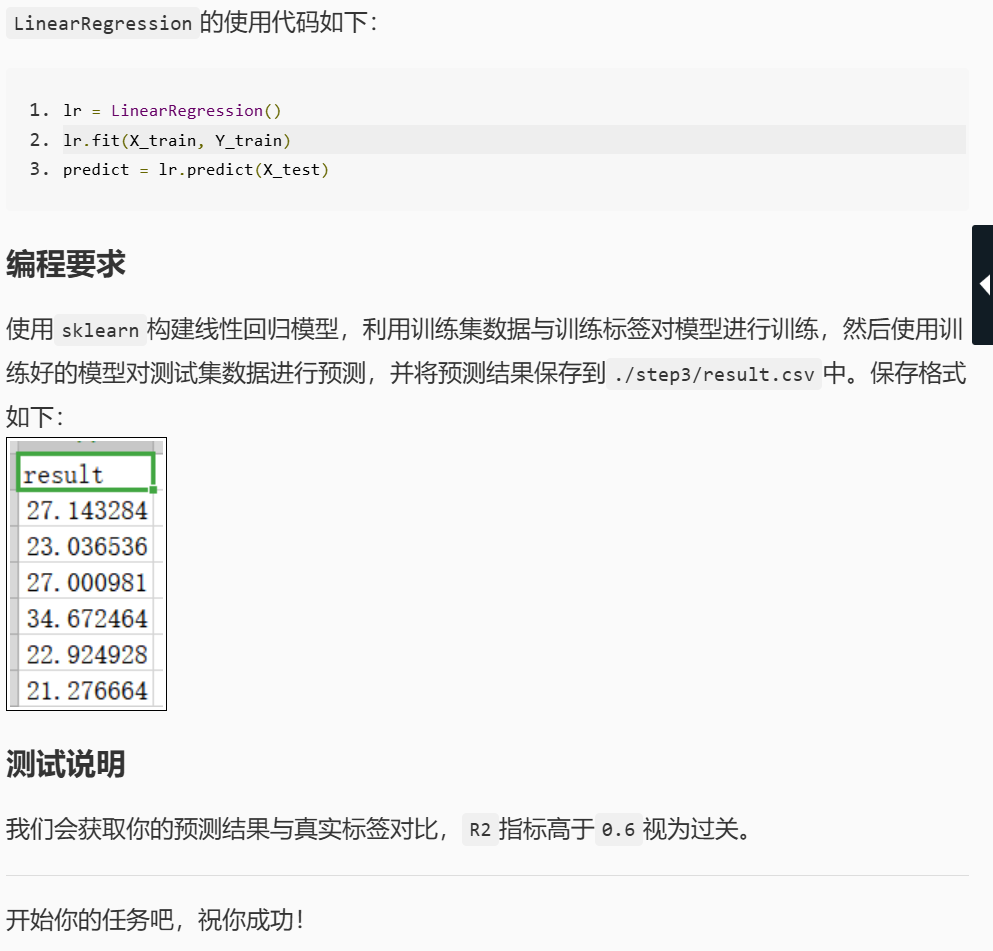 LinearRegression的使用代码如下：
1. lr = LinearRegression()
2. lr.fit(X_train, Y_train)
3. predict = lr.predict(X_test)
编程要求
使用 sklearn 构建线性回归模型，利用训练集数据与训练标签对模型进行训练，然后使用训
练好的模型对测试集数据进行预测，并将预测结果保存到 ./step3/result.csv 中。保存格式
如下：
result
27.143284
23.036536
27.000981
34.672464
22.924928
21.276664
测试说明
我们会获取你的预测结果与真实标签对比， R2 指标高于 0.6 视为过关。
开始你的任务吧，祝你成功！